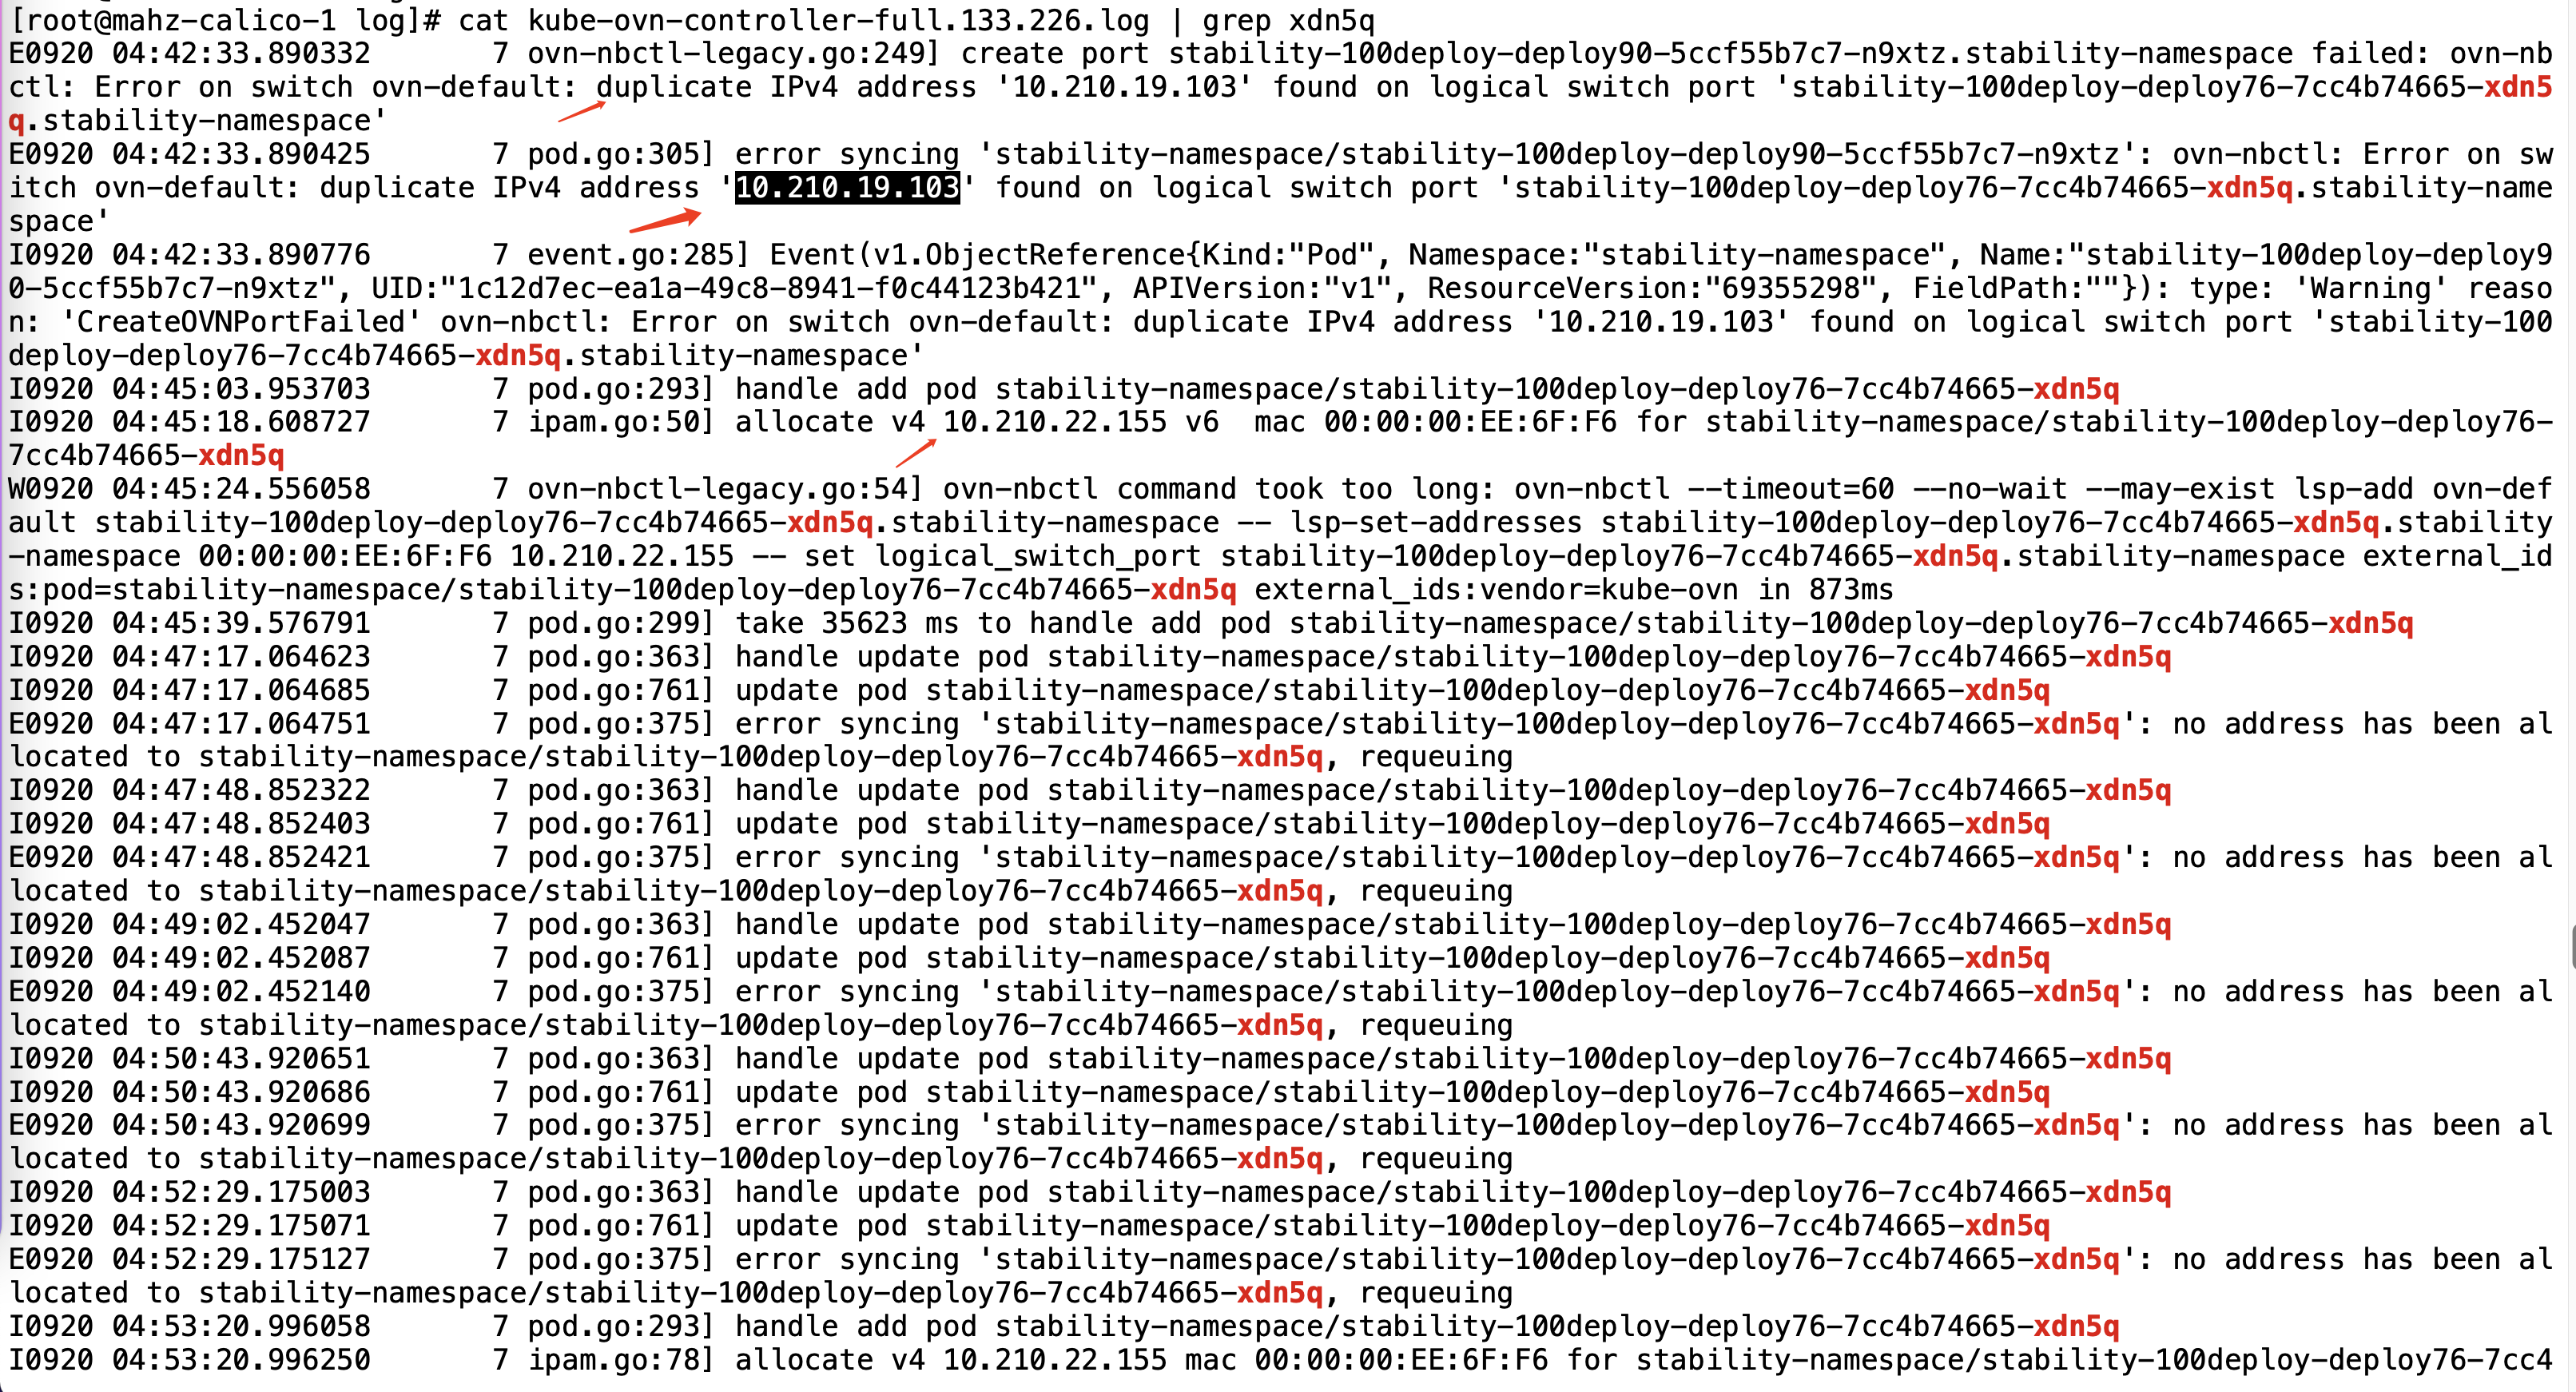 [root@mahz-calico-1 log]# cat kube-ovn-controller-full.133.226.log | grep xdn5q
E0920 04:42:33.890332       7 ovn-nbctl-legacy.go:249] create port stability-100deploy-deploy90-5ccf55b7c7-n9xtz.stability-namespace failed: ovn-nb
ctl: Error on switch ovn-default: duplicate IPv4 address '10.210.19.103' found on logical switch port 'stability-100deploy-deploy76-7cc4b74665-xdn5
q.stability-namespace'
E0920 04:42:33.890425       7 pod.go:305] error syncing 'stability-namespace/stability-100deploy-deploy90-5ccf55b7c7-n9xtz': ovn-nbctl: Error on sw
itch ovn-default: duplicate IPv4 address '10.210.19.103' found on logical switch port 'stability-100deploy-deploy76-7cc4b74665-xdn5q.stability-name
space'
I0920 04:42:33.890776       7 event.go:285] Event(v1.ObjectReference{Kind:"Pod", Namespace:"stability-namespace", Name:"stability-100deploy-deploy9
0-5ccf55b7c7-n9xtz", UID:"1c12d7ec-ea1a-49c8-8941-f0c44123b421", APIVersion:"v1", ResourceVersion:"69355298", FieldPath:""}): type: 'Warning' reaso
n: 'CreateOVNPortFailed' ovn-nbctl: Error on switch ovn-default: duplicate IPv4 address '10.210.19.103' found on logical switch port 'stability-100
deploy-deploy76-7cc4b74665-xdn5q.stability-namespace'
I0920 04:45:03.953703       7 pod.go:293] handle add pod stability-namespace/stability-100deploy-deploy76-7cc4b74665-xdn5q
I0920 04:45:18.608727       7 ipam.go:50] allocate v4 10.210.22.155 v6  mac 00:00:00:EE:6F:F6 for stability-namespace/stability-100deploy-deploy76-
7cc4b74665-xdn5q
W0920 04:45:24.556058       7 ovn-nbctl-legacy.go:54] ovn-nbctl command took too long: ovn-nbctl --timeout=60 --no-wait --may-exist lsp-add ovn-def
ault stability-100deploy-deploy76-7cc4b74665-xdn5q.stability-namespace -- lsp-set-addresses stability-100deploy-deploy76-7cc4b74665-xdn5q.stability
-namespace 00:00:00:EE:6F:F6 10.210.22.155 -- set logical_switch_port stability-100deploy-deploy76-7cc4b74665-xdn5q.stability-namespace external_id
s:pod=stability-namespace/stability-100deploy-deploy76-7cc4b74665-xdn5q external_ids:vendor=kube-ovn in 873ms
I0920 04:45:39.576791       7 pod.go:299] take 35623 ms to handle add pod stability-namespace/stability-100deploy-deploy76-7cc4b74665-xdn5q
I0920 04:47:17.064623       7 pod.go:363] handle update pod stability-namespace/stability-100deploy-deploy76-7cc4b74665-xdn5q
I0920 04:47:17.064685       7 pod.go:761] update pod stability-namespace/stability-100deploy-deploy76-7cc4b74665-xdn5q
E0920 04:47:17.064751       7 pod.go:375] error syncing 'stability-namespace/stability-100deploy-deploy76-7cc4b74665-xdn5q': no address has been al
located to stability-namespace/stability-100deploy-deploy76-7cc4b74665-xdn5q, requeuing
I0920 04:47:48.852322       7 pod.go:363] handle update pod stability-namespace/stability-100deploy-deploy76-7cc4b74665-xdn5q
I0920 04:47:48.852403       7 pod.go:761] update pod stability-namespace/stability-100deploy-deploy76-7cc4b74665-xdn5q
E0920 04:47:48.852421       7 pod.go:375] error syncing 'stability-namespace/stability-100deploy-deploy76-7cc4b74665-xdn5q': no address has been al
located to stability-namespace/stability-100deploy-deploy76-7cc4b74665-xdn5q, requeuing
I0920 04:49:02.452047       7 pod.go:363] handle update pod stability-namespace/stability-100deploy-deploy76-7cc4b74665-xdn5q
I0920 04:49:02.452087       7 pod.go:761] update pod stability-namespace/stability-100deploy-deploy76-7cc4b74665-xdn5q
E0920 04:49:02.452140       7 pod.go:375] error syncing 'stability-namespace/stability-100deploy-deploy76-7cc4b74665-xdn5q': no address has been al
located to stability-namespace/stability-100deploy-deploy76-7cc4b74665-xdn5q, requeuing
I0920 04:50:43.920651       7 pod.go:363] handle update pod stability-namespace/stability-100deploy-deploy76-7cc4b74665-xdn5q
I0920 04:50:43.920686       7 pod.go:761] update pod stability-namespace/stability-100deploy-deploy76-7cc4b74665-xdn5q
E0920 04:50:43.920699       7 pod.go:375] error syncing 'stability-namespace/stability-100deploy-deploy76-7cc4b74665-xdn5q': no address has been al
located to stability-namespace/stability-100deploy-deploy76-7cc4b74665-xdn5q, requeuing
I0920 04:52:29.175003       7 pod.go:363] handle update pod stability-namespace/stability-100deploy-deploy76-7cc4b74665-xdn5q
I0920 04:52:29.175071       7 pod.go:761] update pod stability-namespace/stability-100deploy-deploy76-7cc4b74665-xdn5q
E0920 04:52:29.175127       7 pod.go:375] error syncing 'stability-namespace/stability-100deploy-deploy76-7cc4b74665-xdn5q': no address has been al
located to stability-namespace/stability-100deploy-deploy76-7cc4b74665-xdn5q, requeuing
I0920 04:53:20.996058       7 pod.go:293] handle add pod stability-namespace/stability-100deploy-deploy76-7cc4b74665-xdn5q
I0920 04:53:20.996250       7 ipam.go:78] allocate v4 10.210.22.155 mac 00:00:00:EE:6F:F6 for stability-namespace/stability-100deploy-deploy76-7cc4